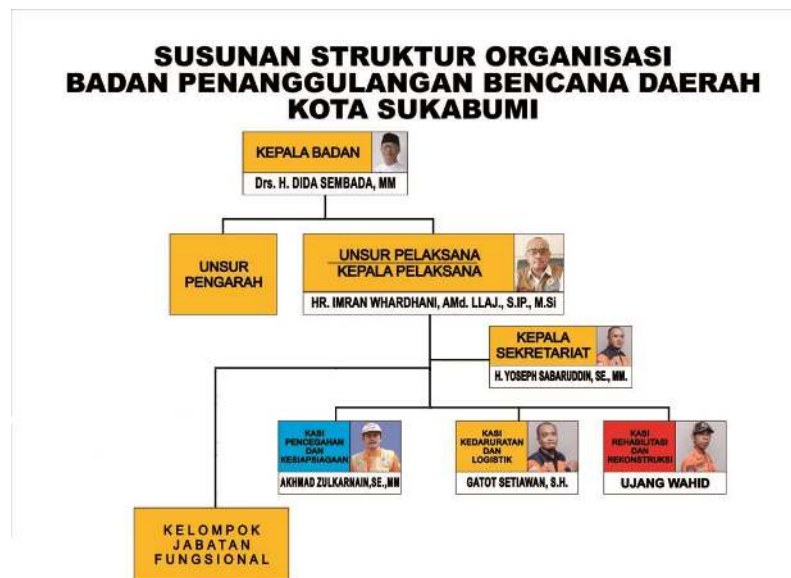 SUSUNAN STRUKTUR ORGANISASI
BADAN PENANGGULANGAN BENCANA DAERAH
KOTA SUKABUMI
KEPALA BADAN
Drs. H. DIDA SEMBADA, MM
UNSUR
PENGARAH
UNSUR PELAKSANA
KEPALA PELAKSANA
HR. IMRAN WHARDHANI, AMd. LLAJ., S.IP., M.Si
KEPALA
SEKRETARIAT
H. YOSEPH SABARUDDIN, SE., MM.
KASI
PENCEGAHAN
DAN
KESIAPSIAGAAN
AKHMAD ZULKARNAIN,SE.,MM
KASI
KEDARURATAN
DAN
LOGISTIK
GATOT SETIAWAN, S.H.
KASI
REHABILITASI
DAN
REKONSTRUKSI
UJANG WAHID
KELOMPOK
JABATAN
FUNGSIONAL